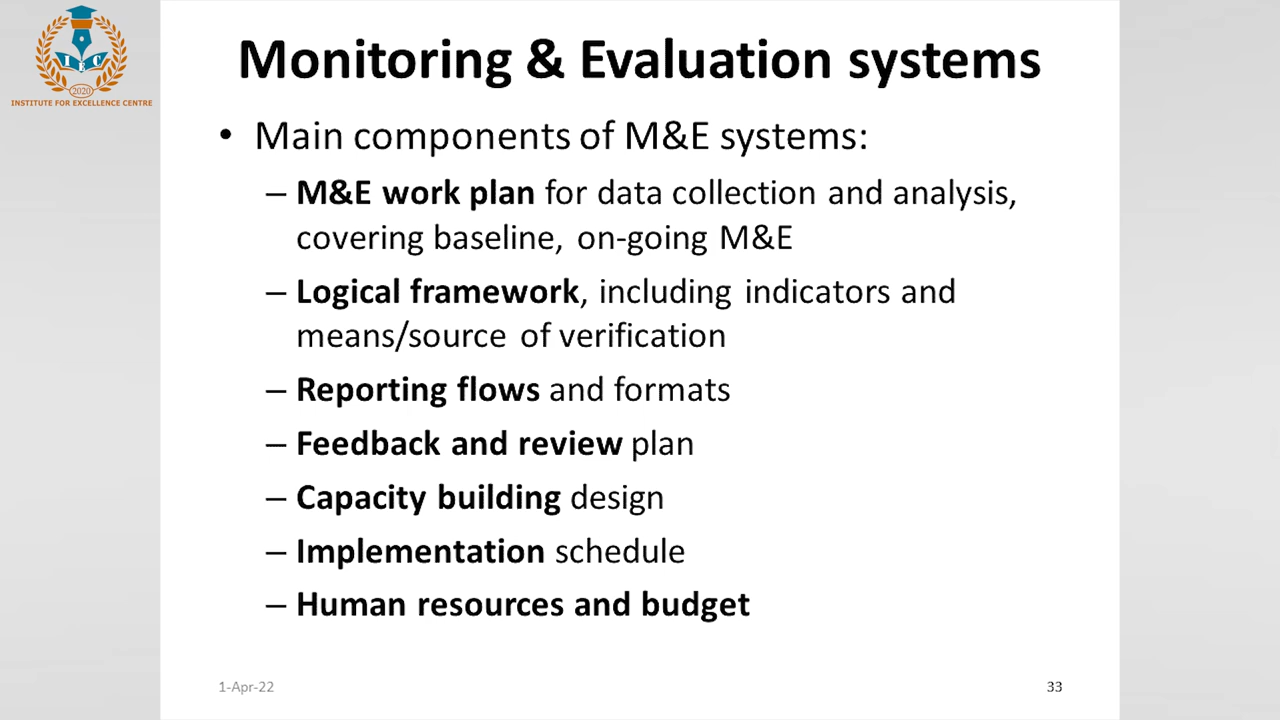 IEC
2020
INSTITUTE FOR EXCELLENCE CENTRE
Monitoring & Evaluation systems
• Main components of M&E systems:
– M&E work plan for data collection and analysis,
covering baseline, on-going M&E
– Logical framework, including indicators and
means/source of verification
– Reporting flows and formats
– Feedback and review plan
– Capacity building design
– Implementation schedule
– Human resources and budget
1-Apr-22
33